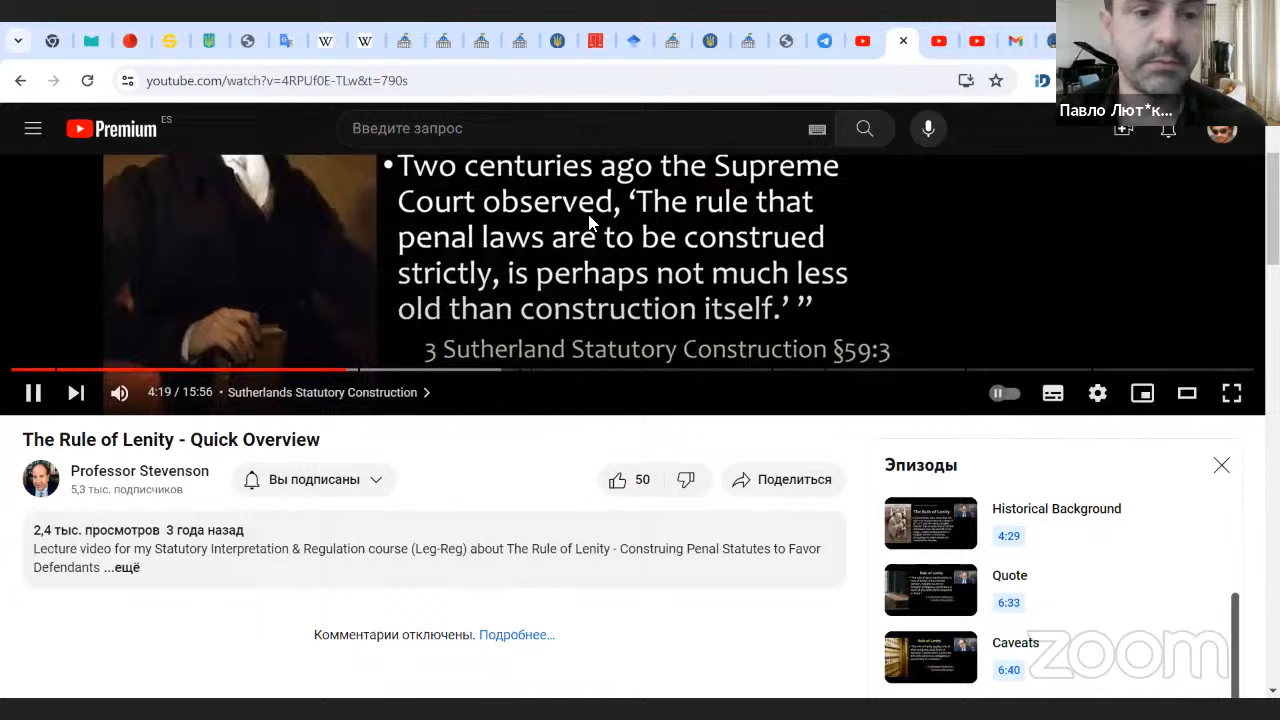 youtube.com/watch?v=4RPUf0E-TLw&t=790s
Павло Лют*к...
Premium ES
Введите запрос
•Two centuries ago the Supreme
Court observed, ‘The rule that
penal laws are to be construed
strictly, is perhaps not much less
old than construction itself.’ ”
3 Sutherland Statutory Construction §59:3
4:19 / 15:56 • Sutherlands Statutory Construction
The Rule of Lenity - Quick Overview
Professor Stevenson
5,3 тыс. подписчиков
Вы подписаны
50
Поделиться
2,4 тыс. просмотров 3 года назад
Lecture video for my Statutory Interpretation & Regulation course (Leg-Reg) about The Rule of Lenity - Construing Penal Statutes to Favor
Defendants ...ещё
Комментарии отключены. Подробнее...
Эпизоды
Historical Background
4:29
Quote
6:33
Caveats
6:40
zoom